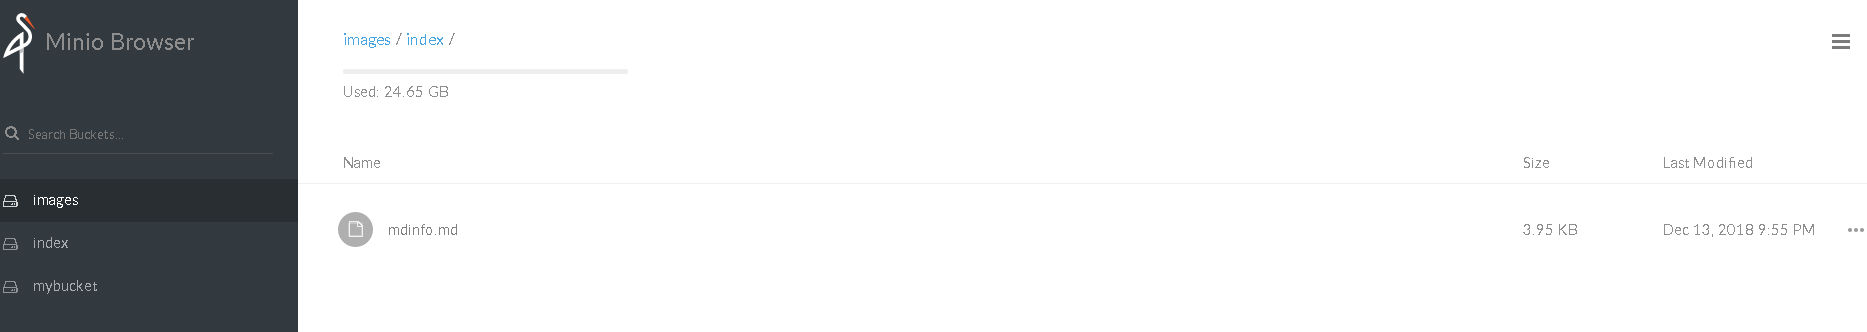 Minio Browser
Search Buckets...
images
index
mybucket
images / index /
Used: 24.65 GB
Name Size Last Modified
mdinfo.md 3.95 KB Dec 13, 2018 9:55 PM